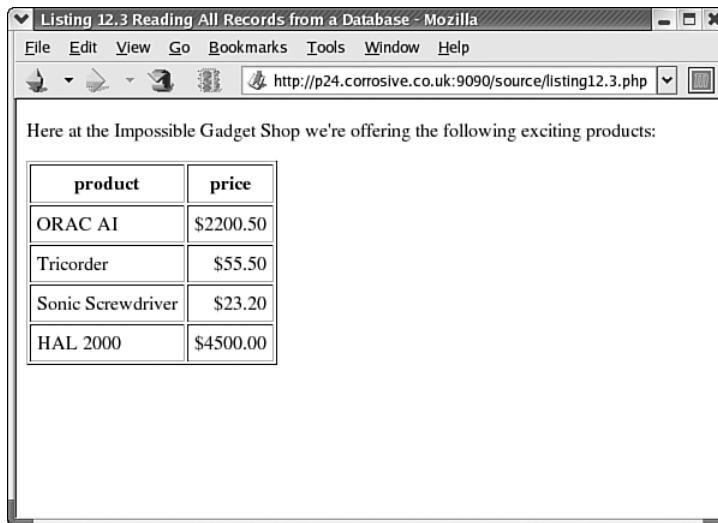 Listing 12.3 Reading All Records from a Database - Mozilla
File Edit View Go Bookmarks Tools Window Help
http://p24.corrosive.co.uk:9090/source/listing12.3.php
Here at the Impossible Gadget Shop we're offering the following exciting products:
product price
ORAC AI $2200.50
Tricorder $55.50
Sonic Screwdriver $23.20
HAL 2000 $4500.00